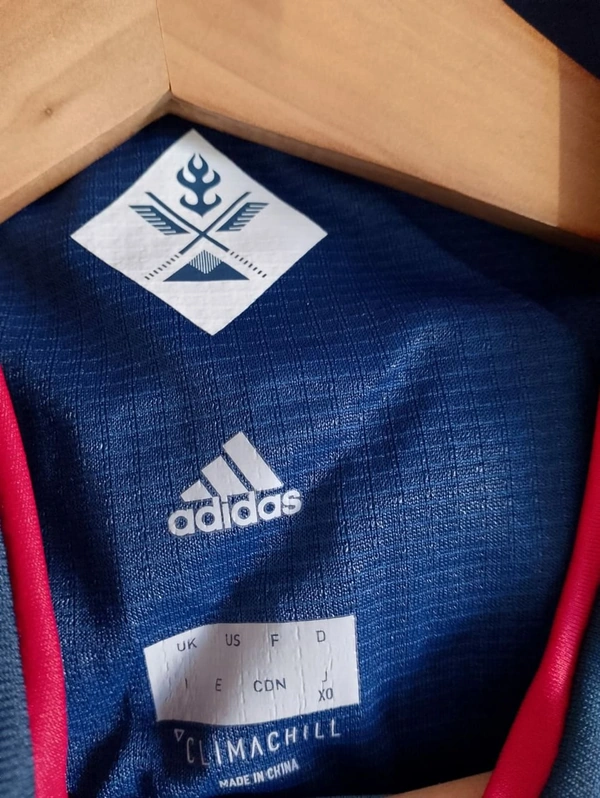 adidas
UK US F D
I E CDN J
XO
CLIMACHILL
MADE IN CHINA